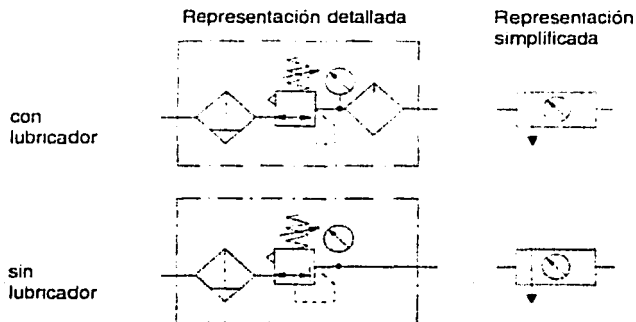 Representación detallada
Representación
simplificada
con
lubricador
sin
lubricador